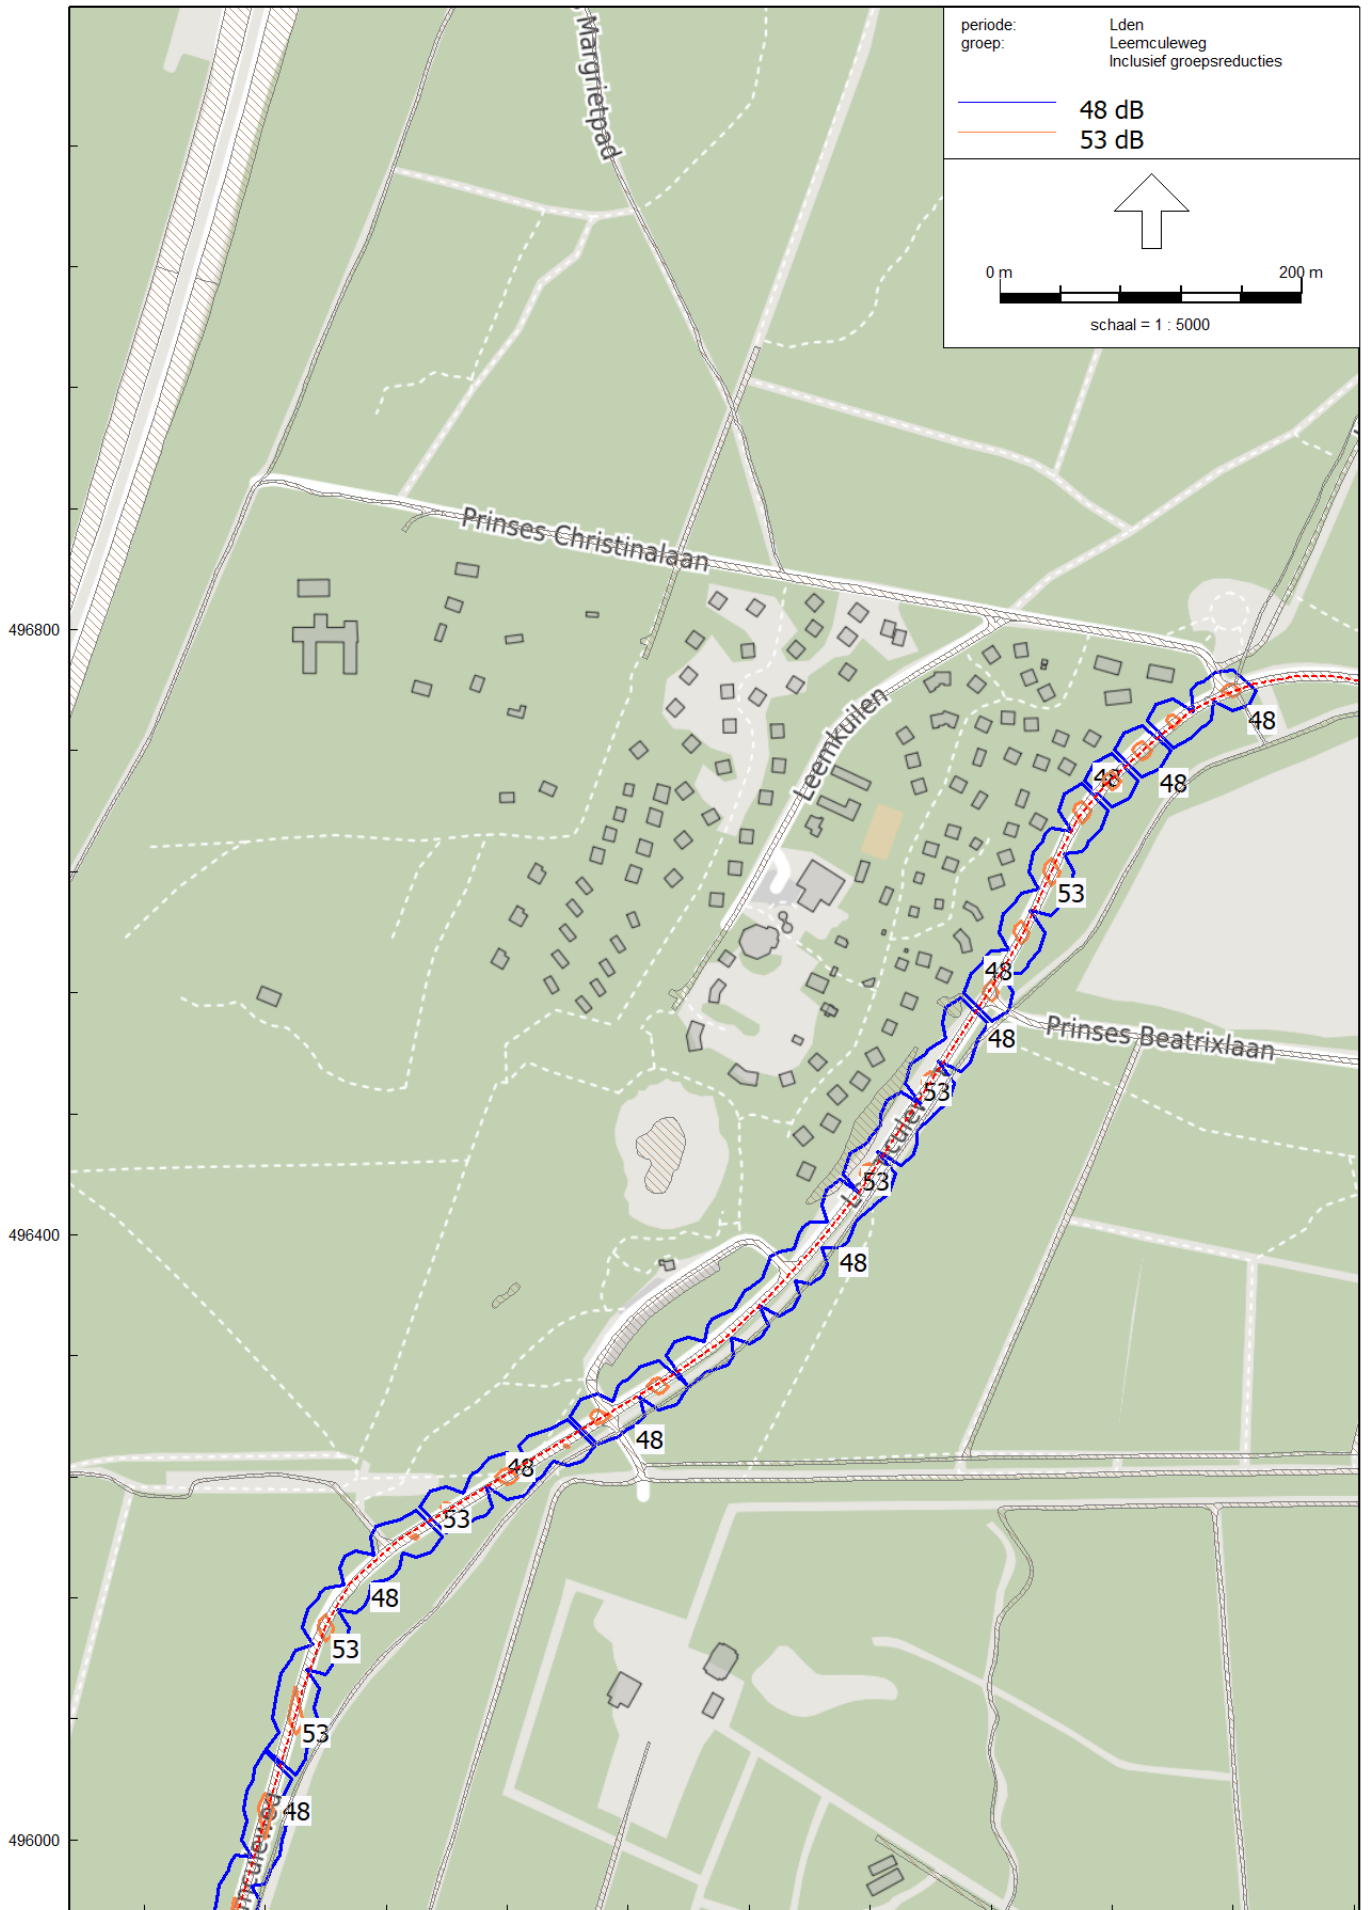 periode: Lden
groep: Leemculeweg
Inclusief groepsreducties
48 dB
53 dB
0 m 200 m
schaal = 1 : 5000
Margrietpad
Prinses Christinalaan
496800
Leemkuilen
48
48
48
53
48
48
Prinses Beatrixlaan
53
53
496400
48
48
48
53
48
53
53
48
496000